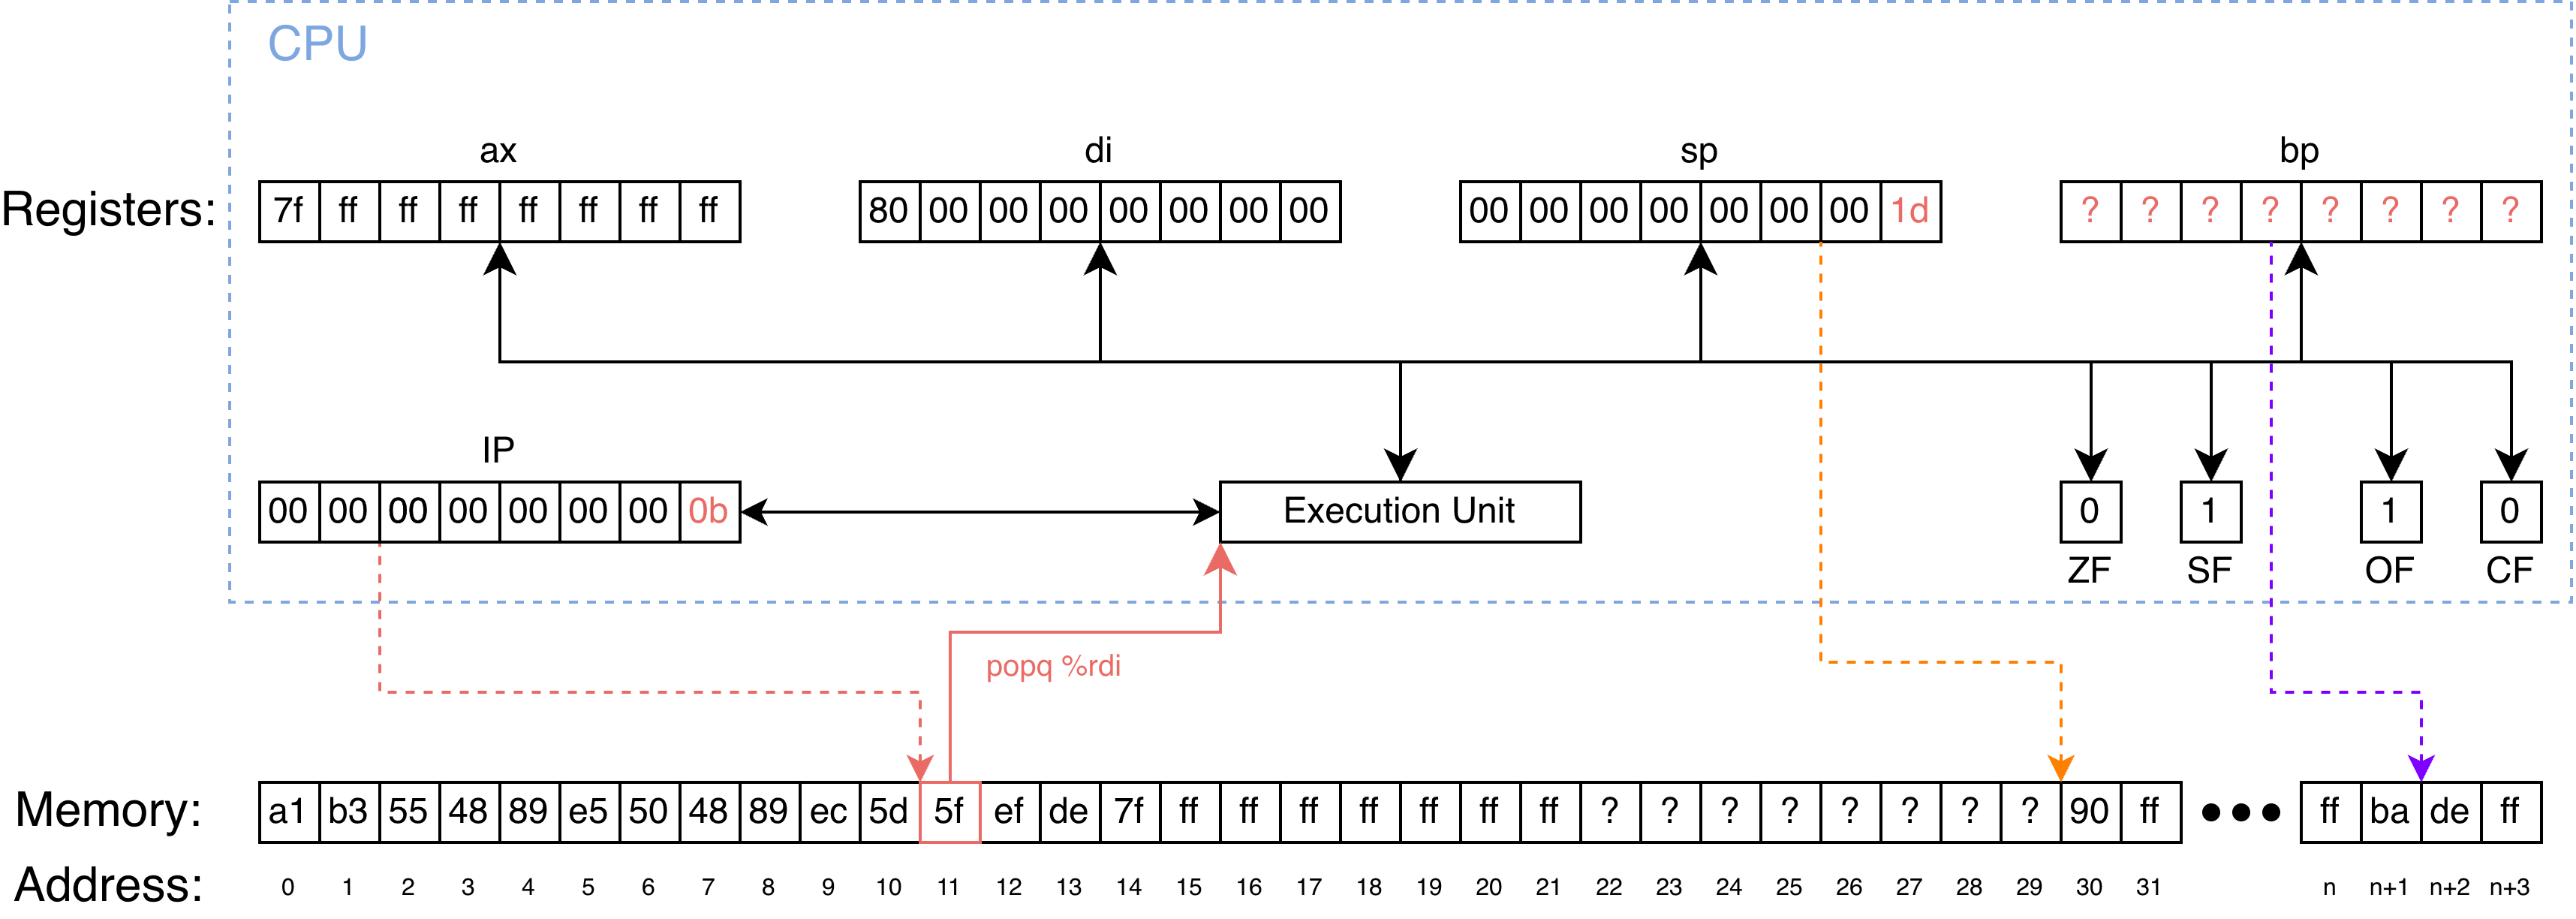 CPU
ax di sp bp
Registers: 7f ff ff ff ff ff ff ff 80 00 00 00 00 00 00 00 00 00 00 00 00 00 00 1d ? ? ? ? ? ? ? ?
IP
00 00 00 00 00 00 00 0b Execution Unit 0 1 1 0
ZF SF OF CF
popq %rdi
Memory: a1 b3 55 48 89 e5 50 48 89 ec 5d 5f ef de 7f ff ff ff ff ff ff ff ? ? ? ? ? ? ? ? 90 ff ••• ff ba de ff
Address: 0 1 2 3 4 5 6 7 8 9 10 11 12 13 14 15 16 17 18 19 20 21 22 23 24 25 26 27 28 29 30 31 n n+1 n+2 n+3